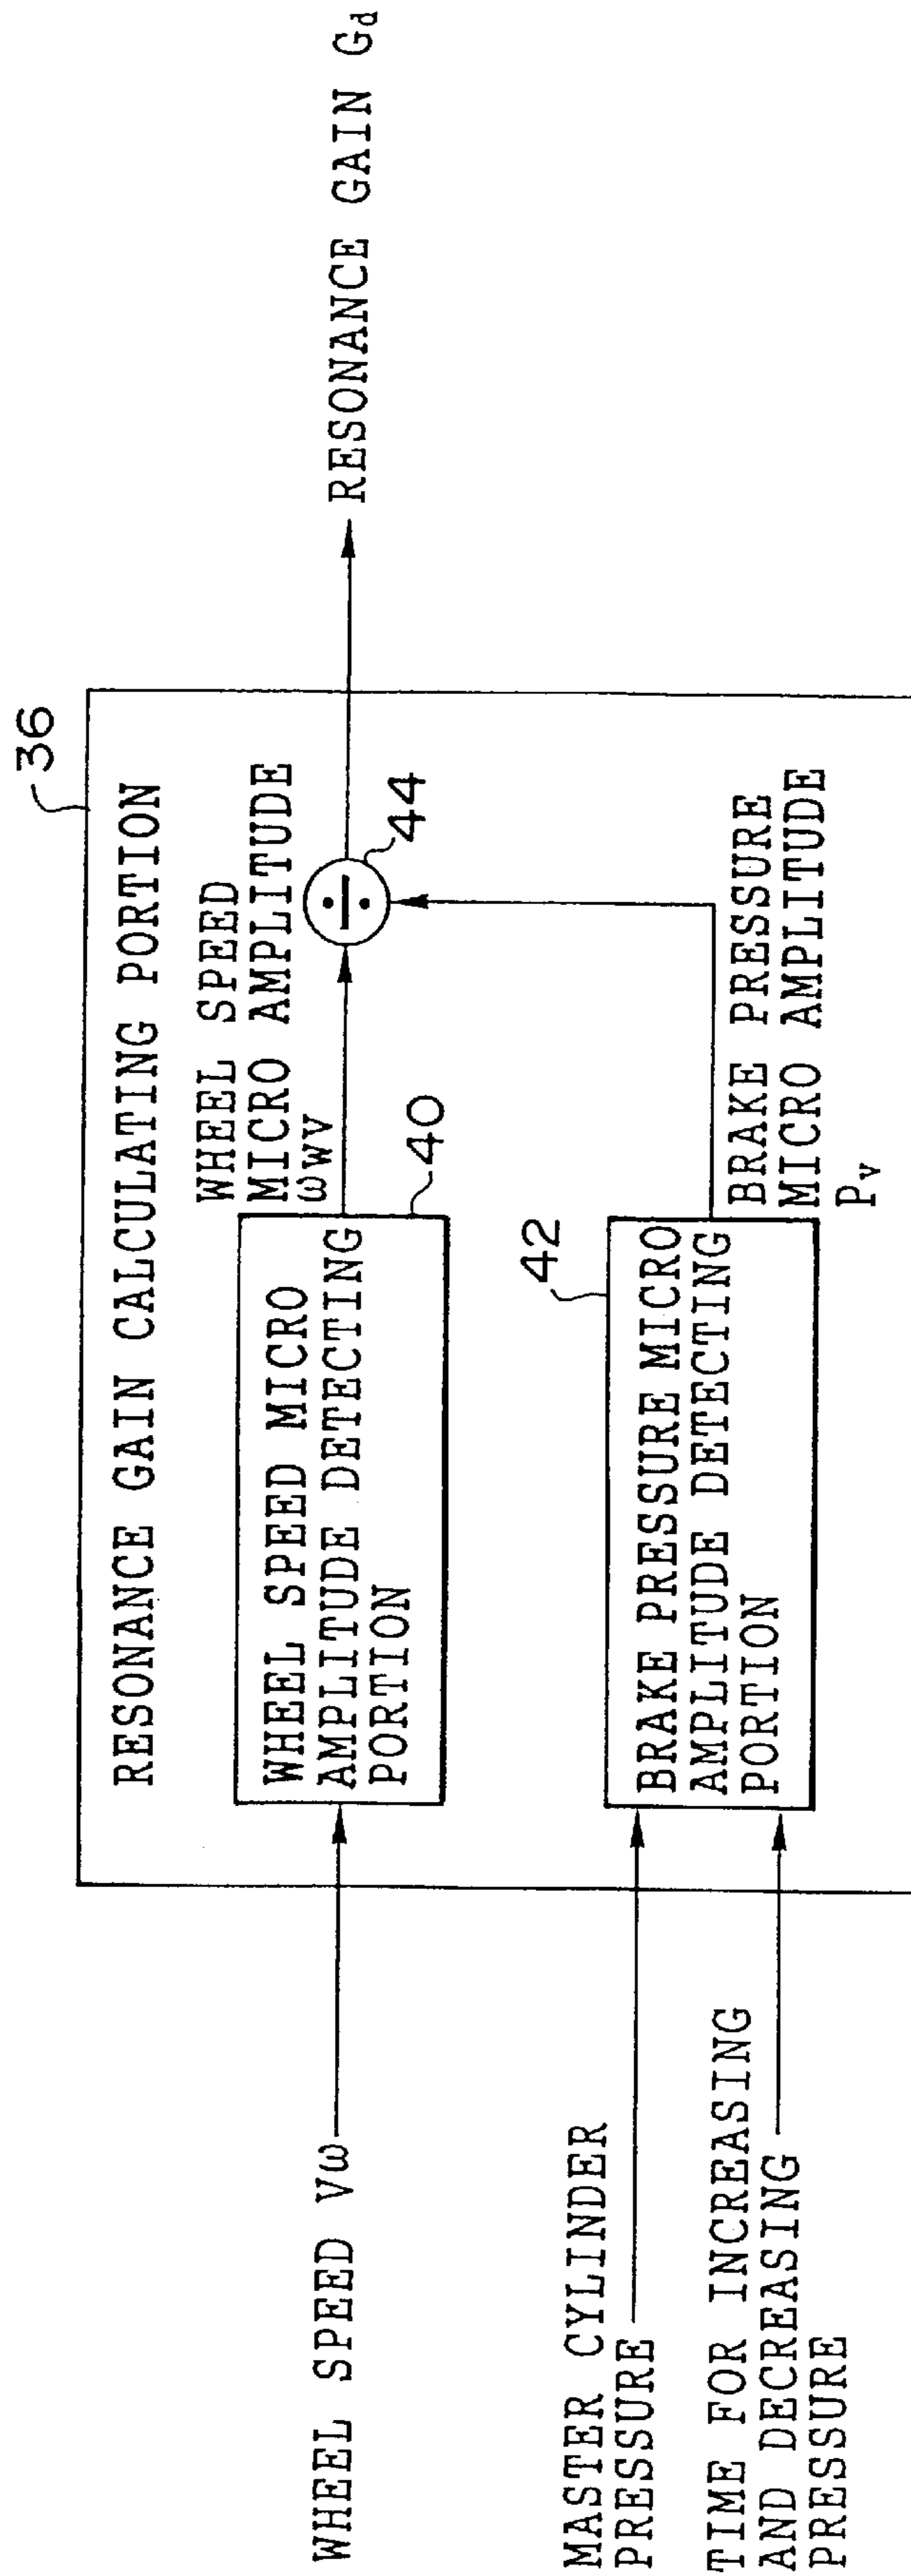 36
RESONANCE GAIN CALCULATING PORTION
WHEEL SPEED Vω
WHEEL SPEED MICRO
AMPLITUDE DETECTING
PORTION
40
WHEEL SPEED
MICRO AMPLITUDE
ωwv
44
÷
RESONANCE GAIN Gd
MASTER CYLINDER
PRESSURE
TIME FOR INCREASING
AND DECREASING
PRESSURE
42
BRAKE PRESSURE MICRO
AMPLITUDE DETECTING
PORTION
BRAKE PRESSURE
MICRO AMPLITUDE
Pv